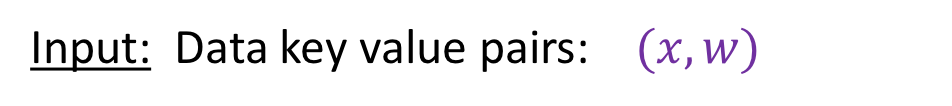 Input: Data key value pairs: (x, w)